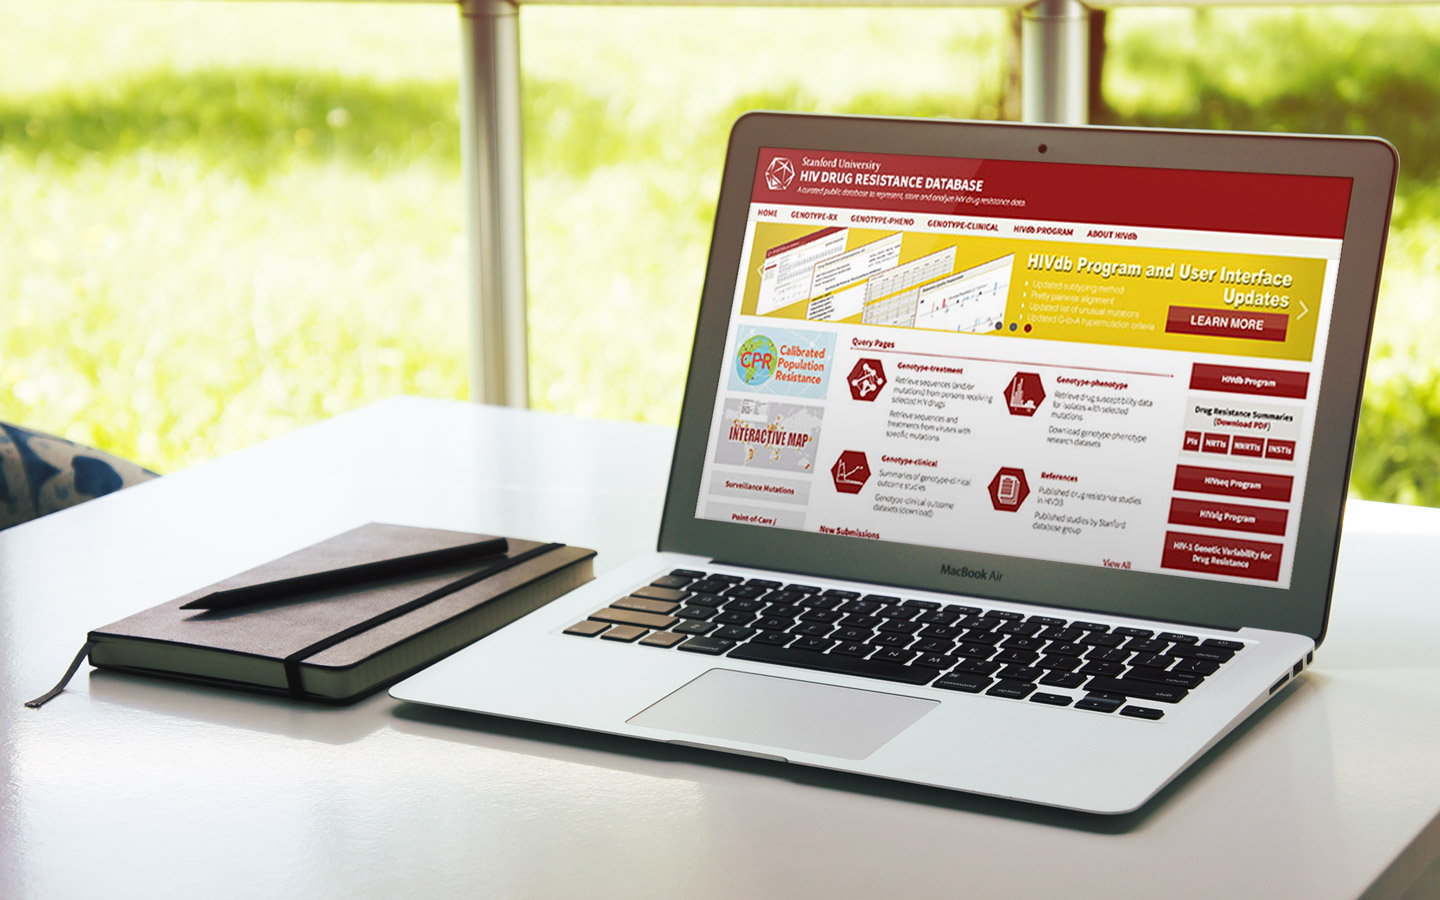 Stanford University
HIV DRUG RESISTANCE DATABASE
A curated public database to represent, store and analyze HIV drug resistance data.
HOME GENOTYPE-RX GENOTYPE-PHENO GENOTYPE-CLINICAL HIVdb PROGRAM ABOUT HIVdb
HIVdb Program and User Interface
Updates
Updated subtyping method
Pretty pairwise alignment
Updated list of unusual mutations
Updated G-to-A hypermutation criteria
LEARN MORE
CPR
Calibrated
Population
Resistance
INTERACTIVE MAP
Surveillance Mutations
Point-of-Care /
Query Pages
Genotype-treatment
Retrieve sequences (and/or
mutations) from persons receiving
selected HIV drugs
Retrieve sequences and
treatments from viruses with
specific mutations
Genotype-phenotype
Retrieve drug susceptibility data
for isolates with selected
mutations
Download genotype-phenotype
research datasets
Genotype-clinical
Summaries of genotype-clinical
outcome studies
Genotype-clinical outcome
datasets (download)
References
Published drug resistance studies
in HIVDB
Published studies by Stanford
database group
New Submissions
View All
HIVdb Program
Drug Resistance Summaries
(Download PDF)
PIs NRTIs NNRTIs INSTIs
HIVseq Program
HIValg Program
HIV-1 Genetic Variability for
Drug Resistance
MacBook Air
delete
return
shift
command
option